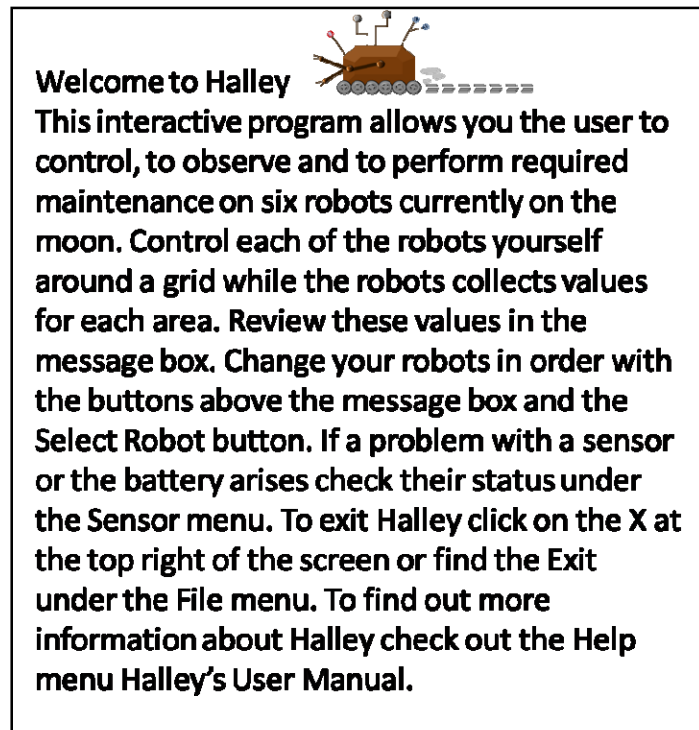 Welcome to Halley
This interactive program allows you the user to
control, to observe and to perform required
maintenance on six robots currently on the
moon. Control each of the robots yourself
around a grid while the robots collects values
for each area. Review these values in the
message box. Change your robots in order with
the buttons above the message box and the
Select Robot button. If a problem with a sensor
or the battery arises check their status under
the Sensor menu. To exit Halley click on the X at
the top right of the screen or find the Exit
under the File menu. To find out more
information about Halley check out the Help
menu Halley's User Manual.